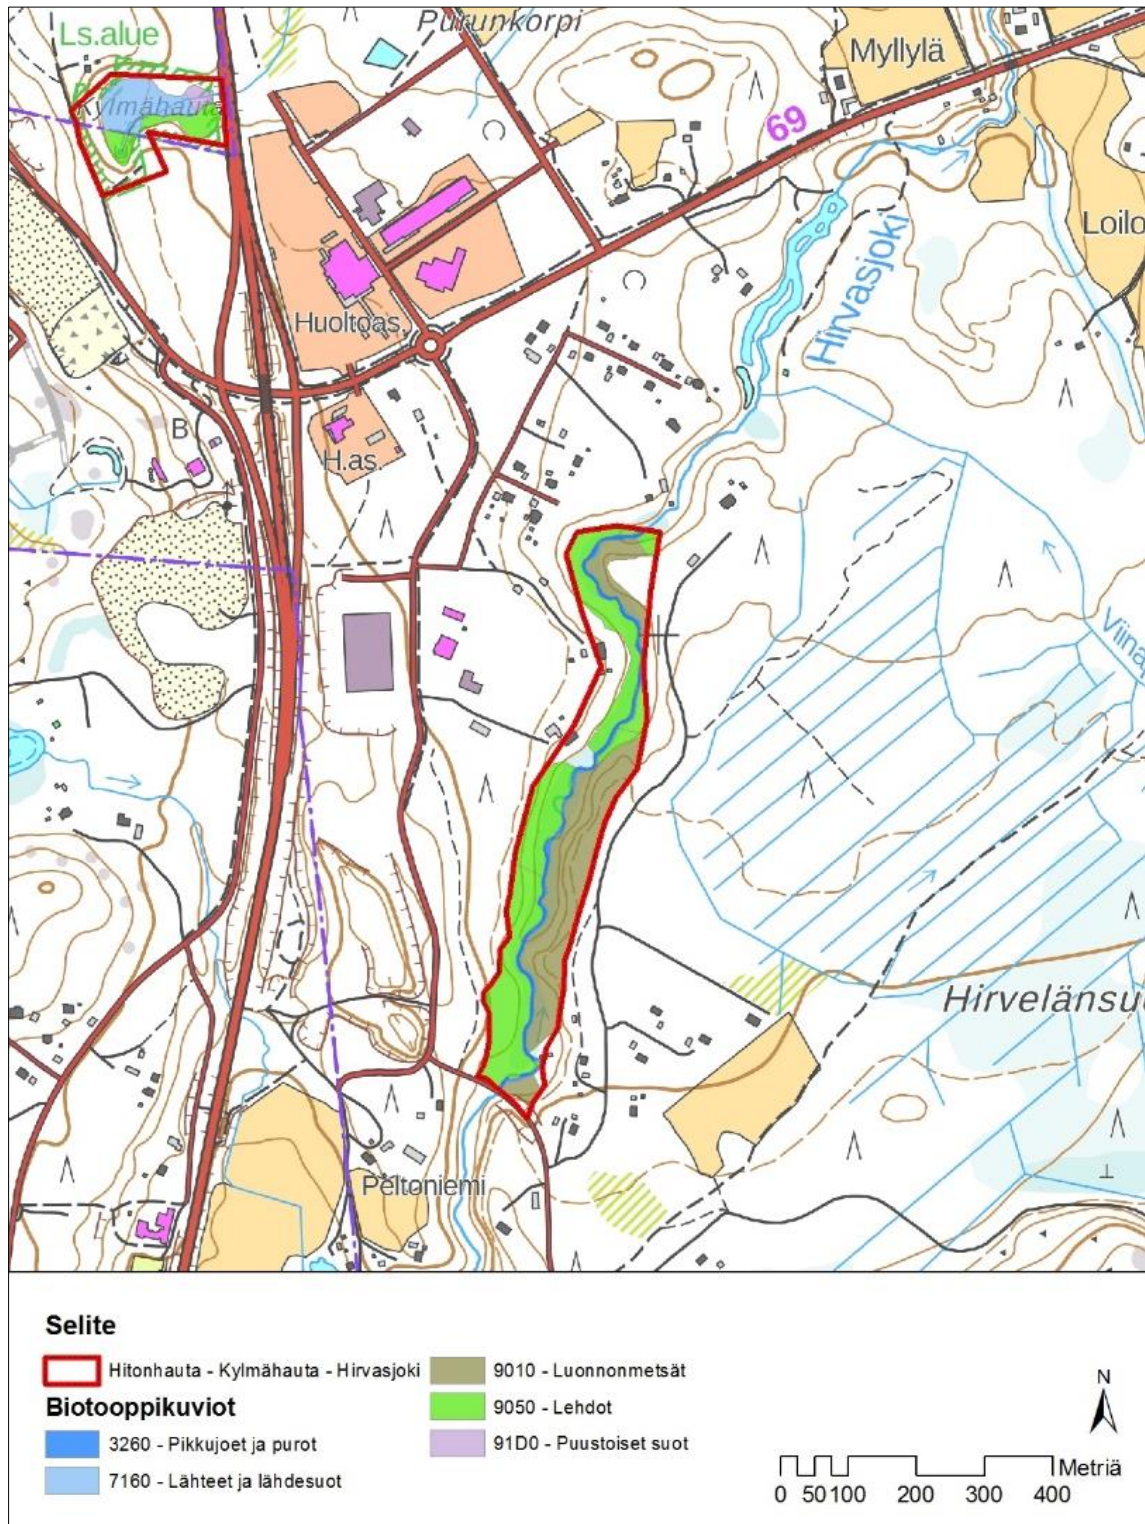 Purunkorpi
Ls.alue
Myllylä
Kylmähauta
69
Loilo
Hirvasjoki
Huoltoas.
B
H.as.
Viina
Hirvelänsuo
Peltoniemi
Selite
Hitonhauta - Kylmähauta - Hirvasjoki
9010 - Luonnonmetsät
Biotooppikuviot
9050 - Lehdot
3260 - Pikkujoet ja purot
91D0 - Puustoiset suot
7160 - Lähteet ja lähdesuot
N
Metriä
0 50 100 200 300 400